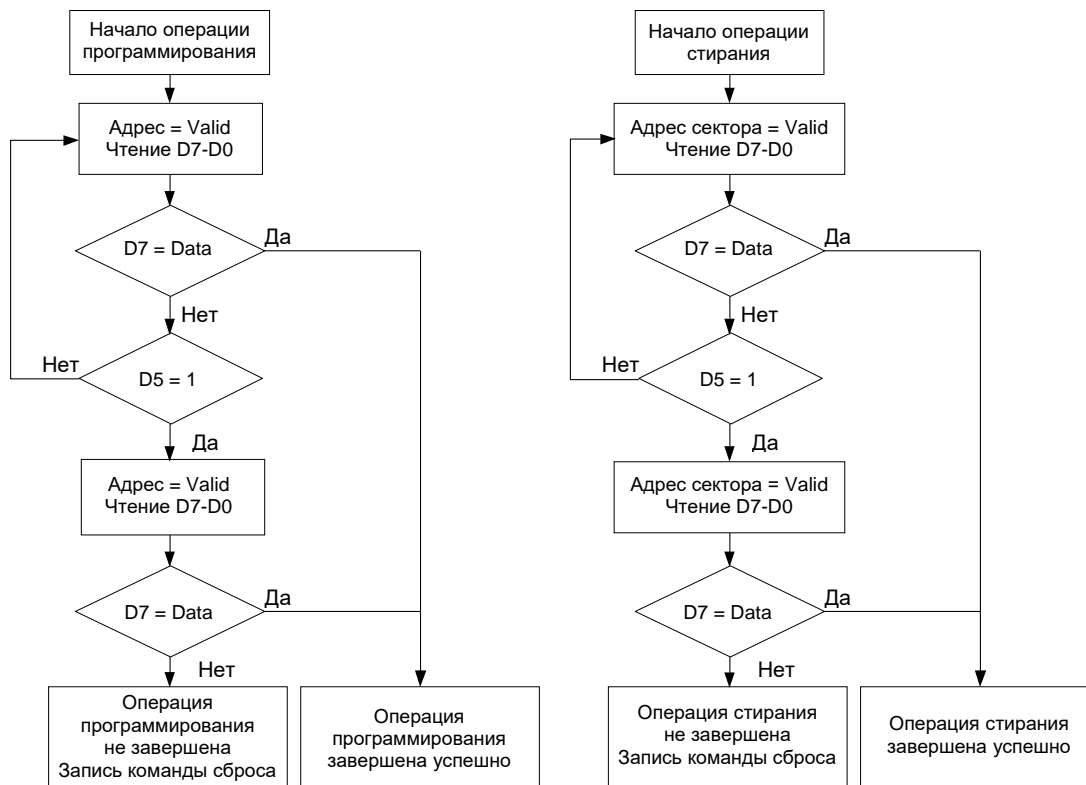 Начало операции
программирования
Адрес = Valid
Чтение D7-D0
D7 = Data
Да
Нет
D5 = 1
Нет
Да
Адрес = Valid
Чтение D7-D0
D7 = Data
Да
Нет
Операция
программирования
не завершена
Запись команды сброса
Операция
программирования
завершена успешно
Начало операции
стирания
Адрес сектора = Valid
Чтение D7-D0
D7 = Data
Да
Нет
D5 = 1
Нет
Да
Адрес сектора = Valid
Чтение D7-D0
D7 = Data
Да
Нет
Операция стирания
не завершена
Запись команды сброса
Операция стирания
завершена успешно